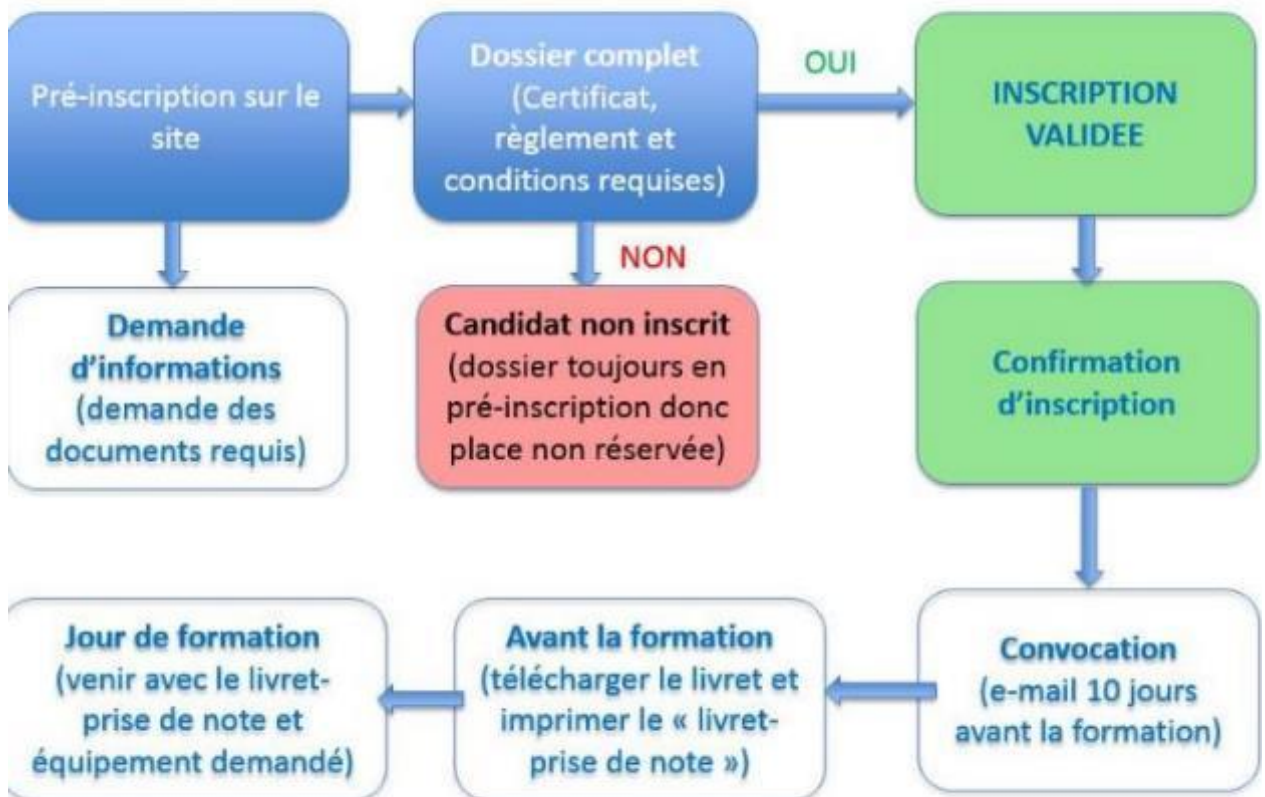 Pré-inscription sur le
site
Dossier complet
(Certificat,
règlement et
conditions requises)
OUI
INSCRIPTION
VALIDEE
NON
Demande
d'informations
(demande des
documents requis)
Candidat non inscrit
(dossier toujours en
pré-inscription donc
place non réservée)
Confirmation
d'inscription
Jour de formation
(venir avec le livret-
prise de note et
équipement demandé)
Avant la formation
(télécharger le livret et
imprimer le « livret-
prise de note »)
Convocation
(e-mail 10 jours
avant la formation)